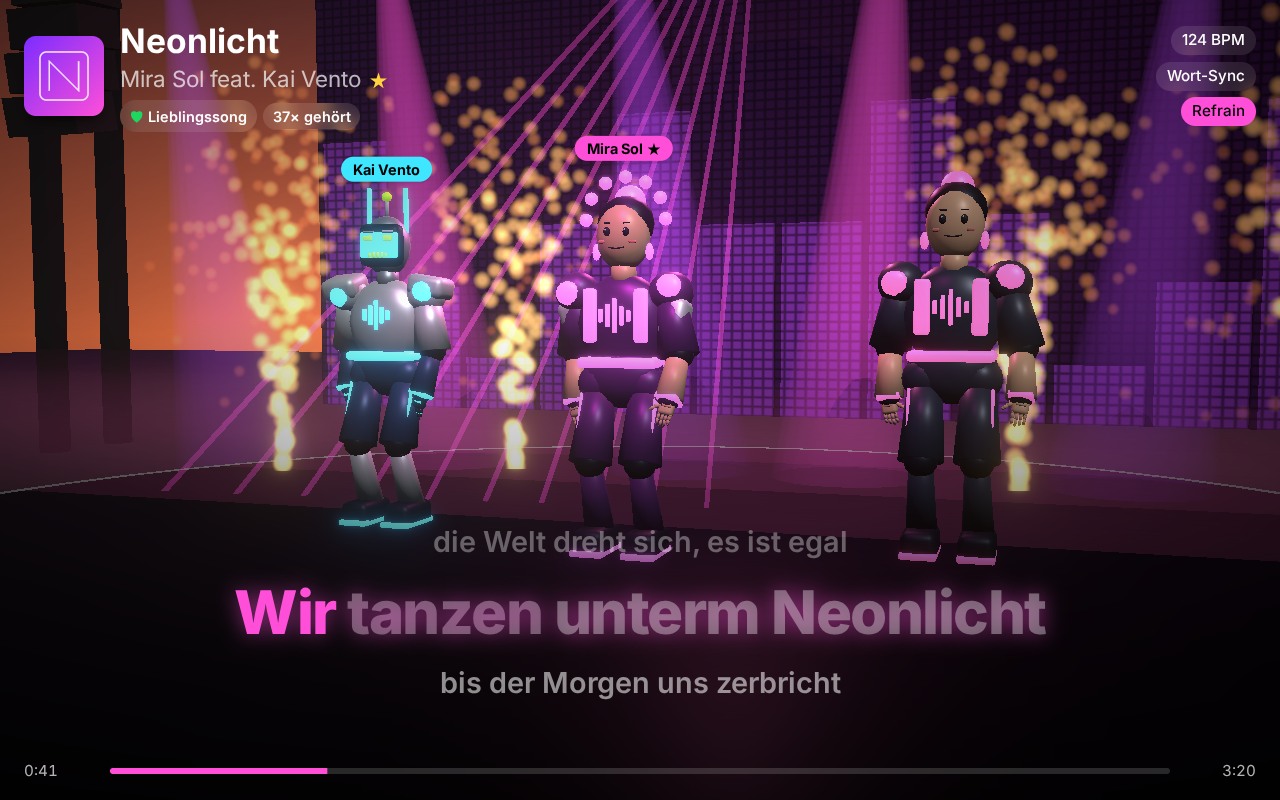 Neonlicht
Mira Sol feat. Kai Vento ★
Lieblingssong
37× gehört
124 BPM
Wort-Sync
Refrain
N
Kai Vento
Mira Sol ★
die Welt dreht sich, es ist egal
Wir tanzen unterm Neonlicht
bis der Morgen uns zerbricht
0:41
3:20